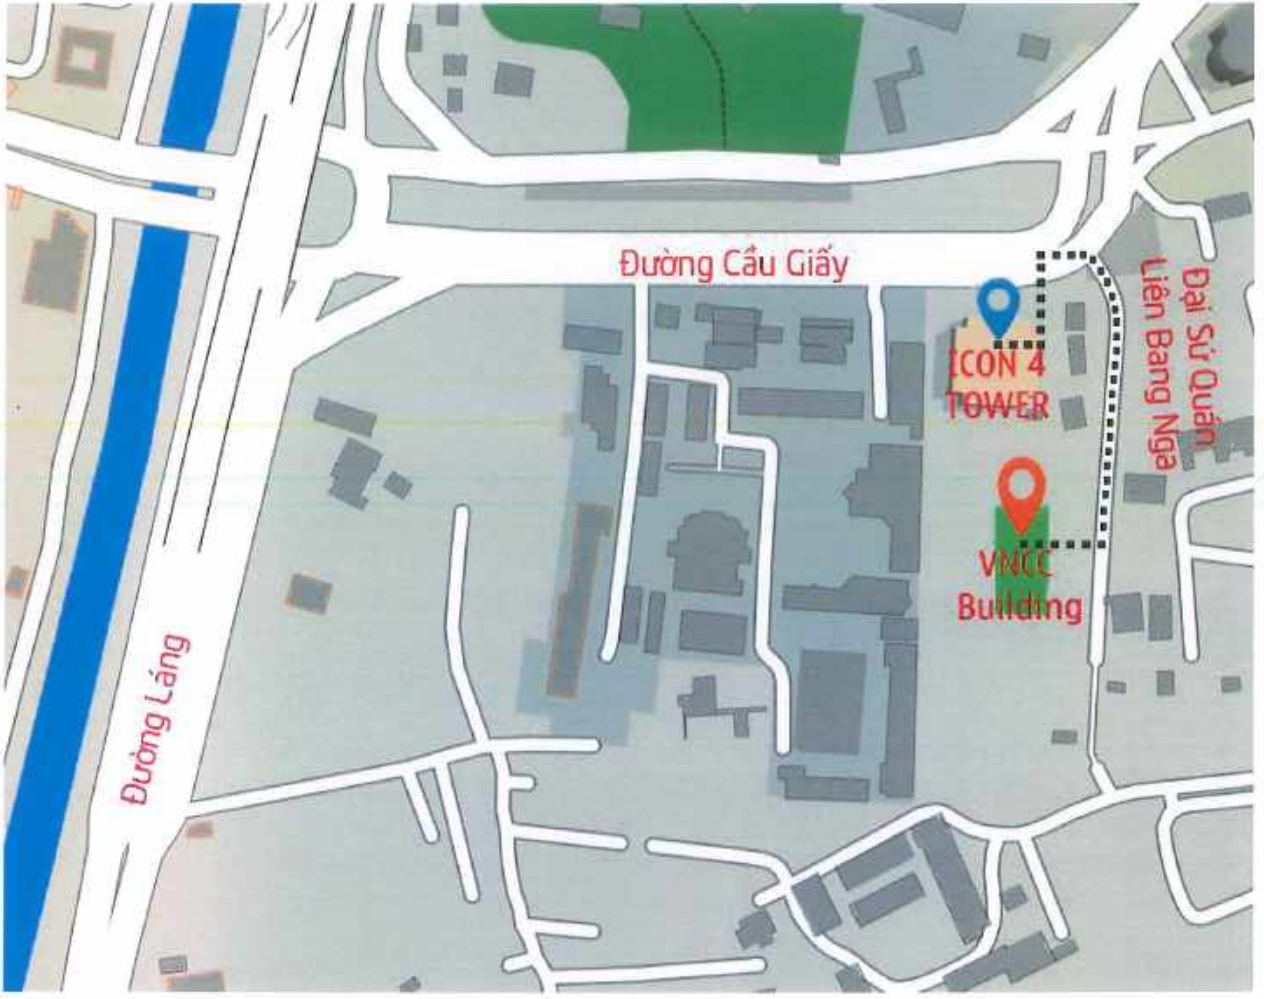 Đường Cầu Giấy
Đại Sứ Quán
Liên Bang Nga
ICON 4
TOWER
VNCC
Building
Đường Láng